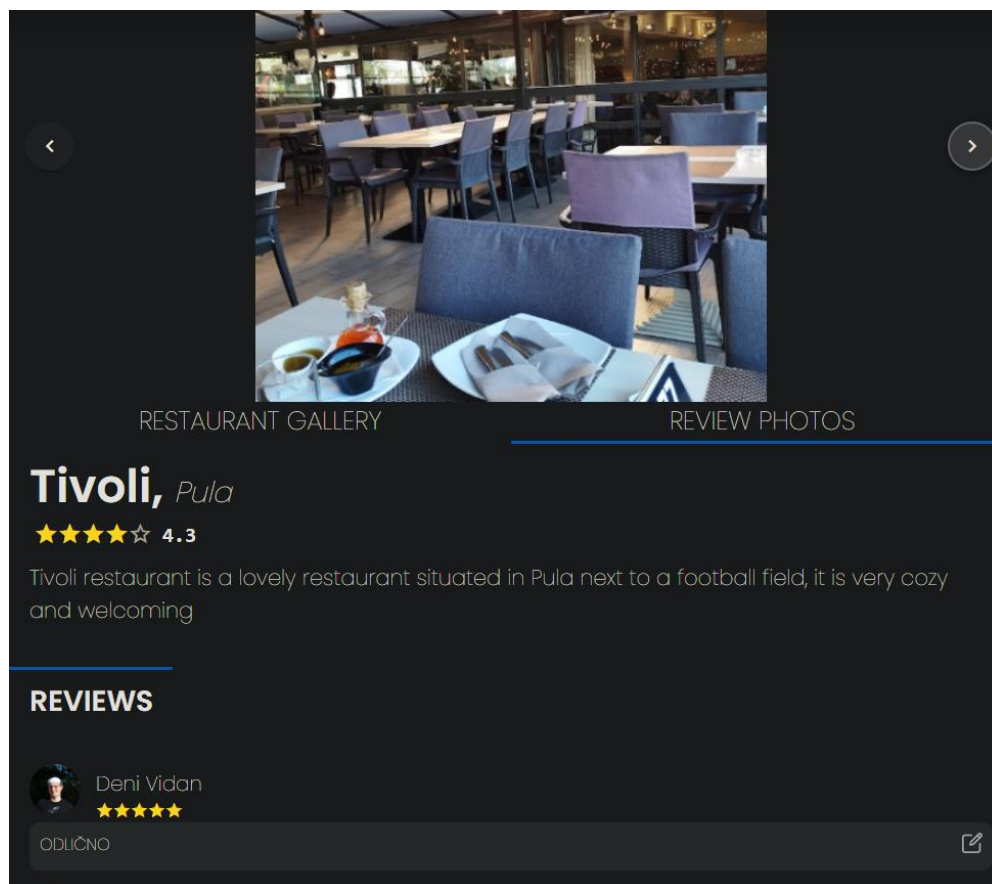 RESTAURANT GALLERY
REVIEW PHOTOS
Tivoli, Pula
4.3
Tivoli restaurant is a lovely restaurant situated in Pula next to a football field, it is very cozy
and welcoming
REVIEWS
Deni Vidan
ODLIČNO